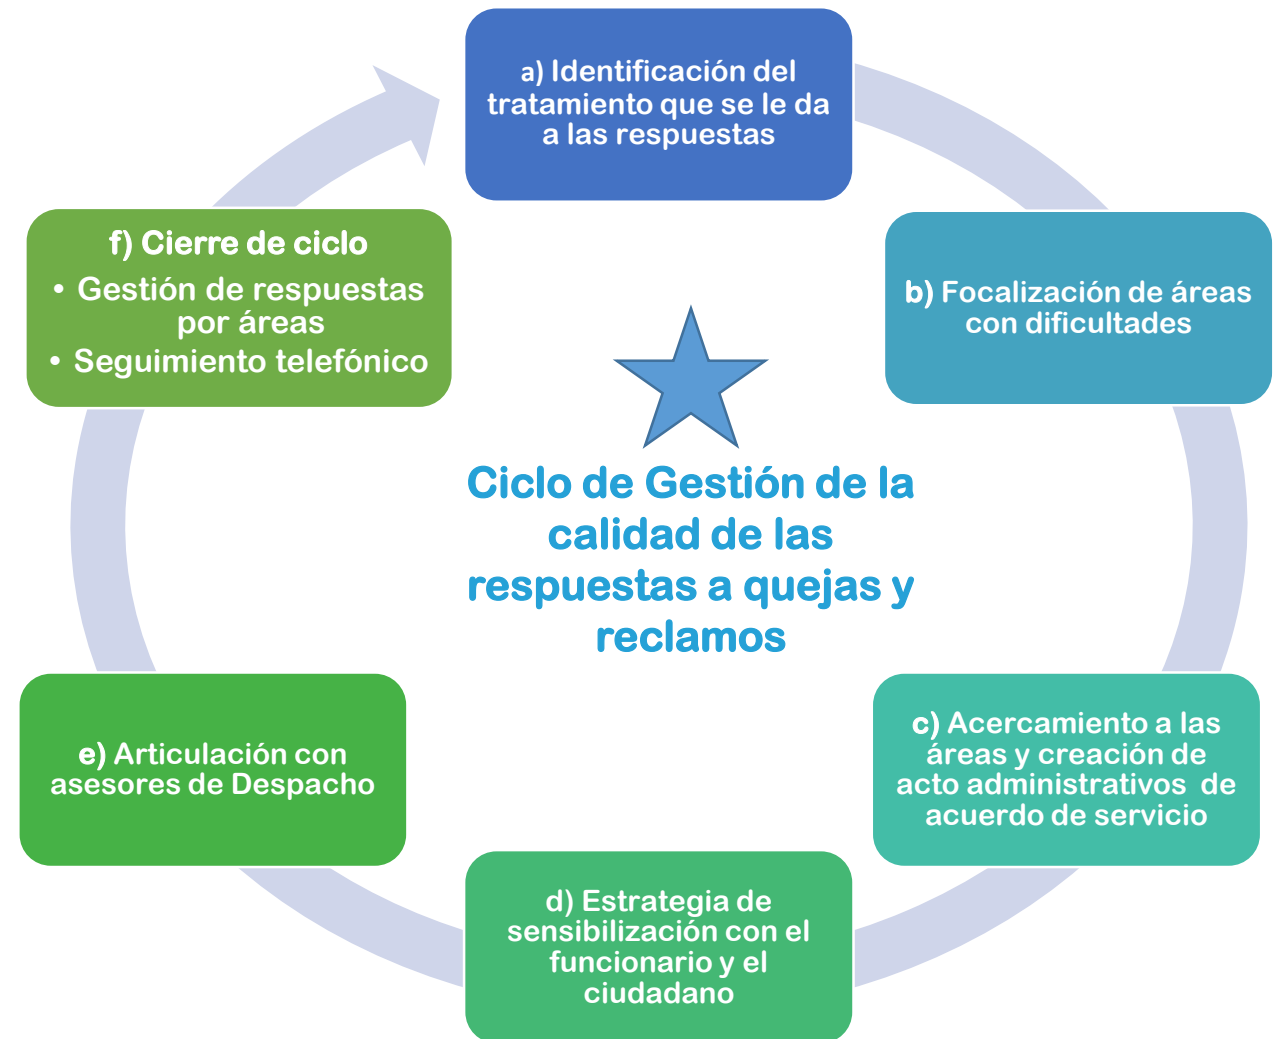 a) Identificación del
tratamiento que se le da
a las respuestas
b) Focalización de áreas
con dificultades
c) Acercamiento a las
áreas y creación de
acto administrativos de
acuerdo de servicio
d) Estrategia de
sensibilización con el
funcionario y el
ciudadano
e) Articulación con
asesores de Despacho
f) Cierre de ciclo
• Gestión de respuestas
por áreas
• Seguimiento telefónico
Ciclo de Gestión de la
calidad de las
respuestas a quejas y
reclamos